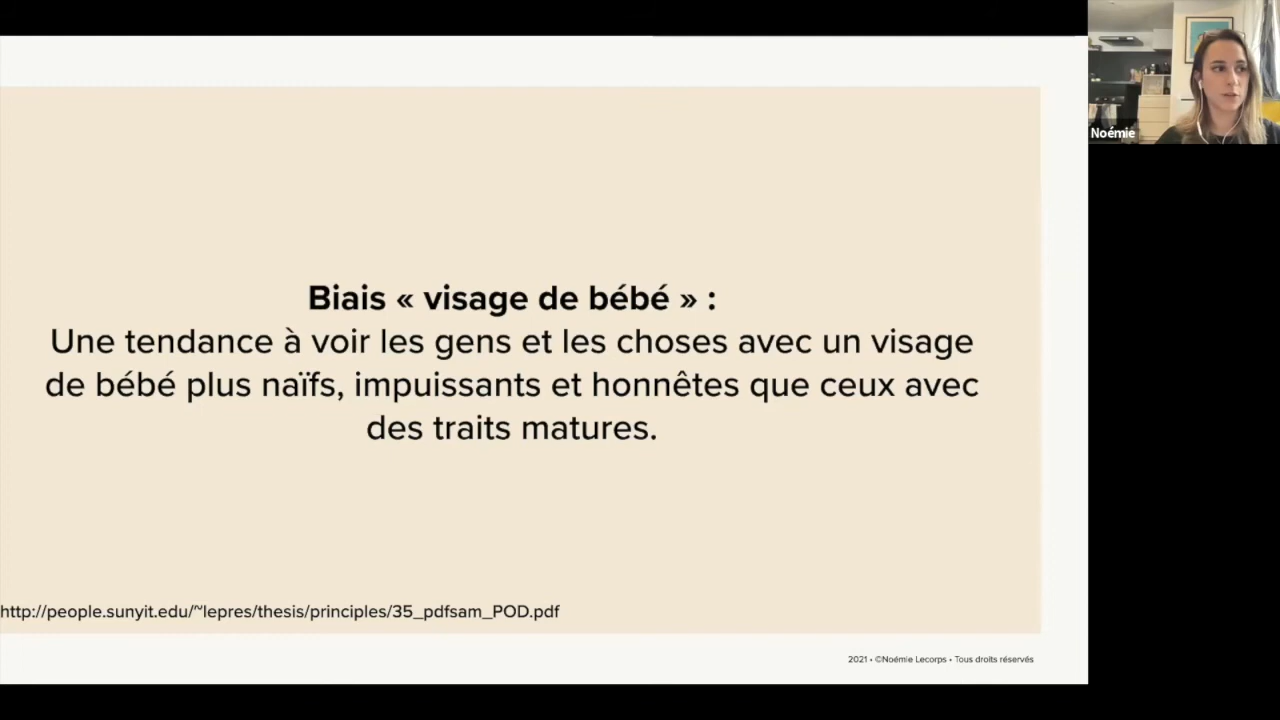 Noémie
Biais « visage de bébé » :
Une tendance à voir les gens et les choses avec un visage
de bébé plus naïfs, impuissants et honnêtes que ceux avec
des traits matures.
http://people.sunyit.edu/~lepres/thesis/principles/35_pdfsam_POD.pdf
2021 • ©Noémie Lecorps • Tous droits réservés